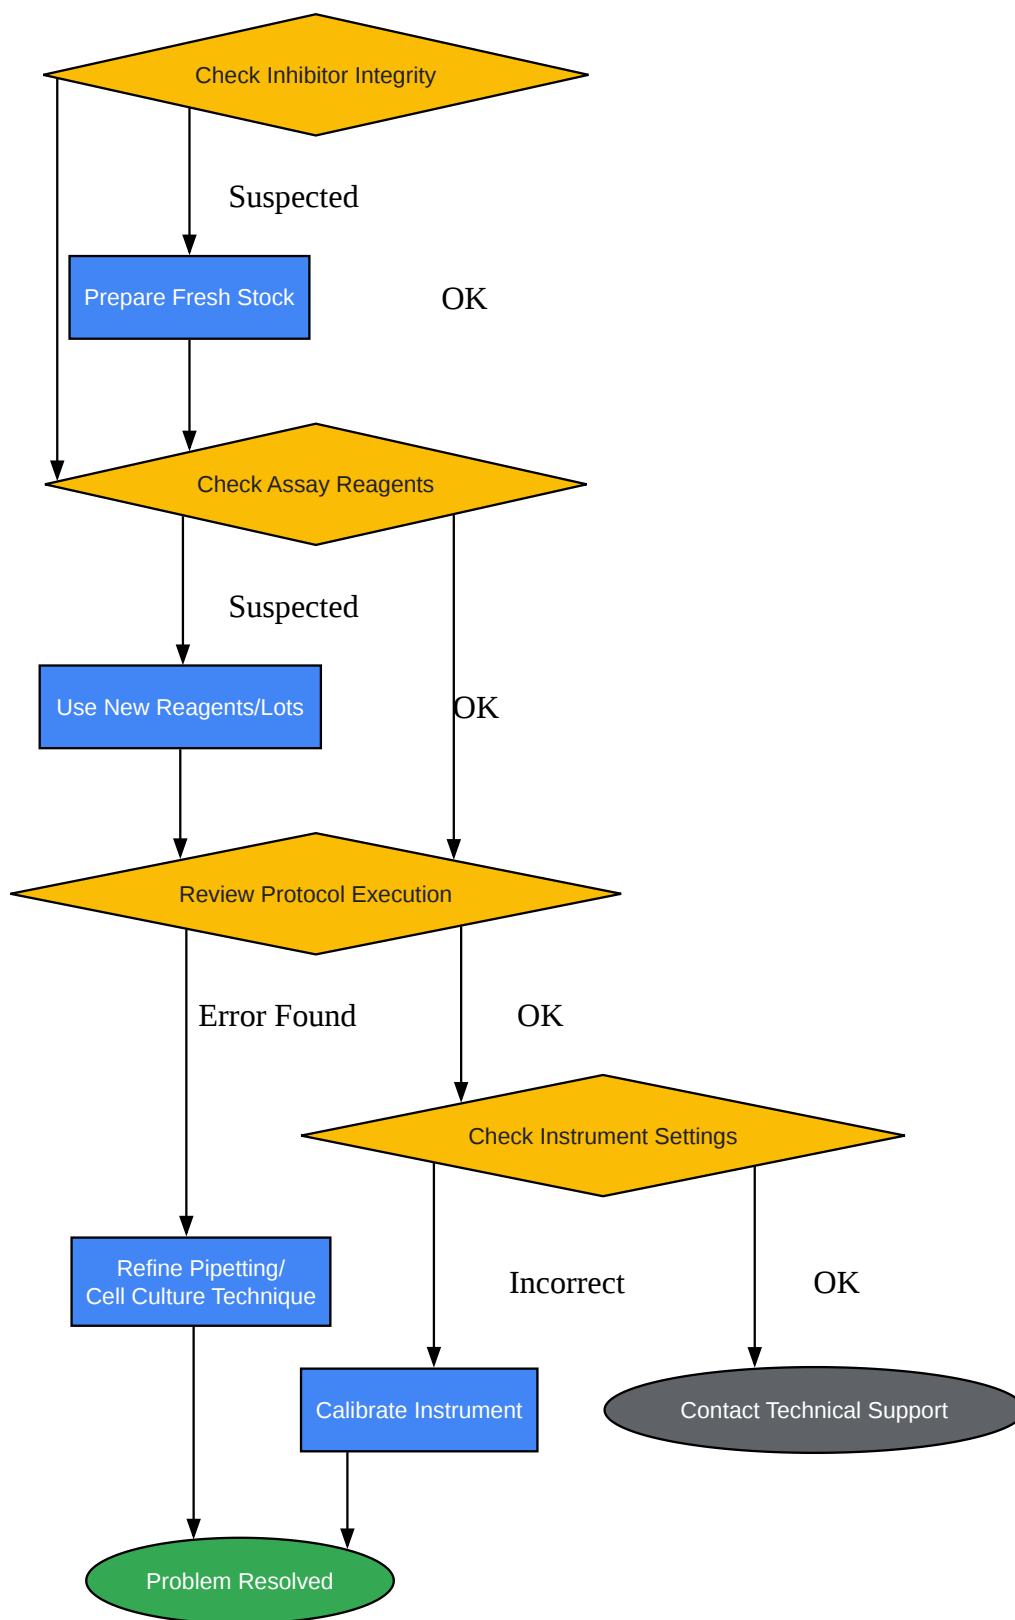 Check Inhibitor Integrity
Suspected
Prepare Fresh Stock
OK
Check Assay Reagents
Suspected
Use New Reagents/Lots
OK
Review Protocol Execution
Error Found
OK
Check Instrument Settings
Refine Pipetting/
Cell Culture Technique
Incorrect
OK
Calibrate Instrument
Contact Technical Support
Problem Resolved